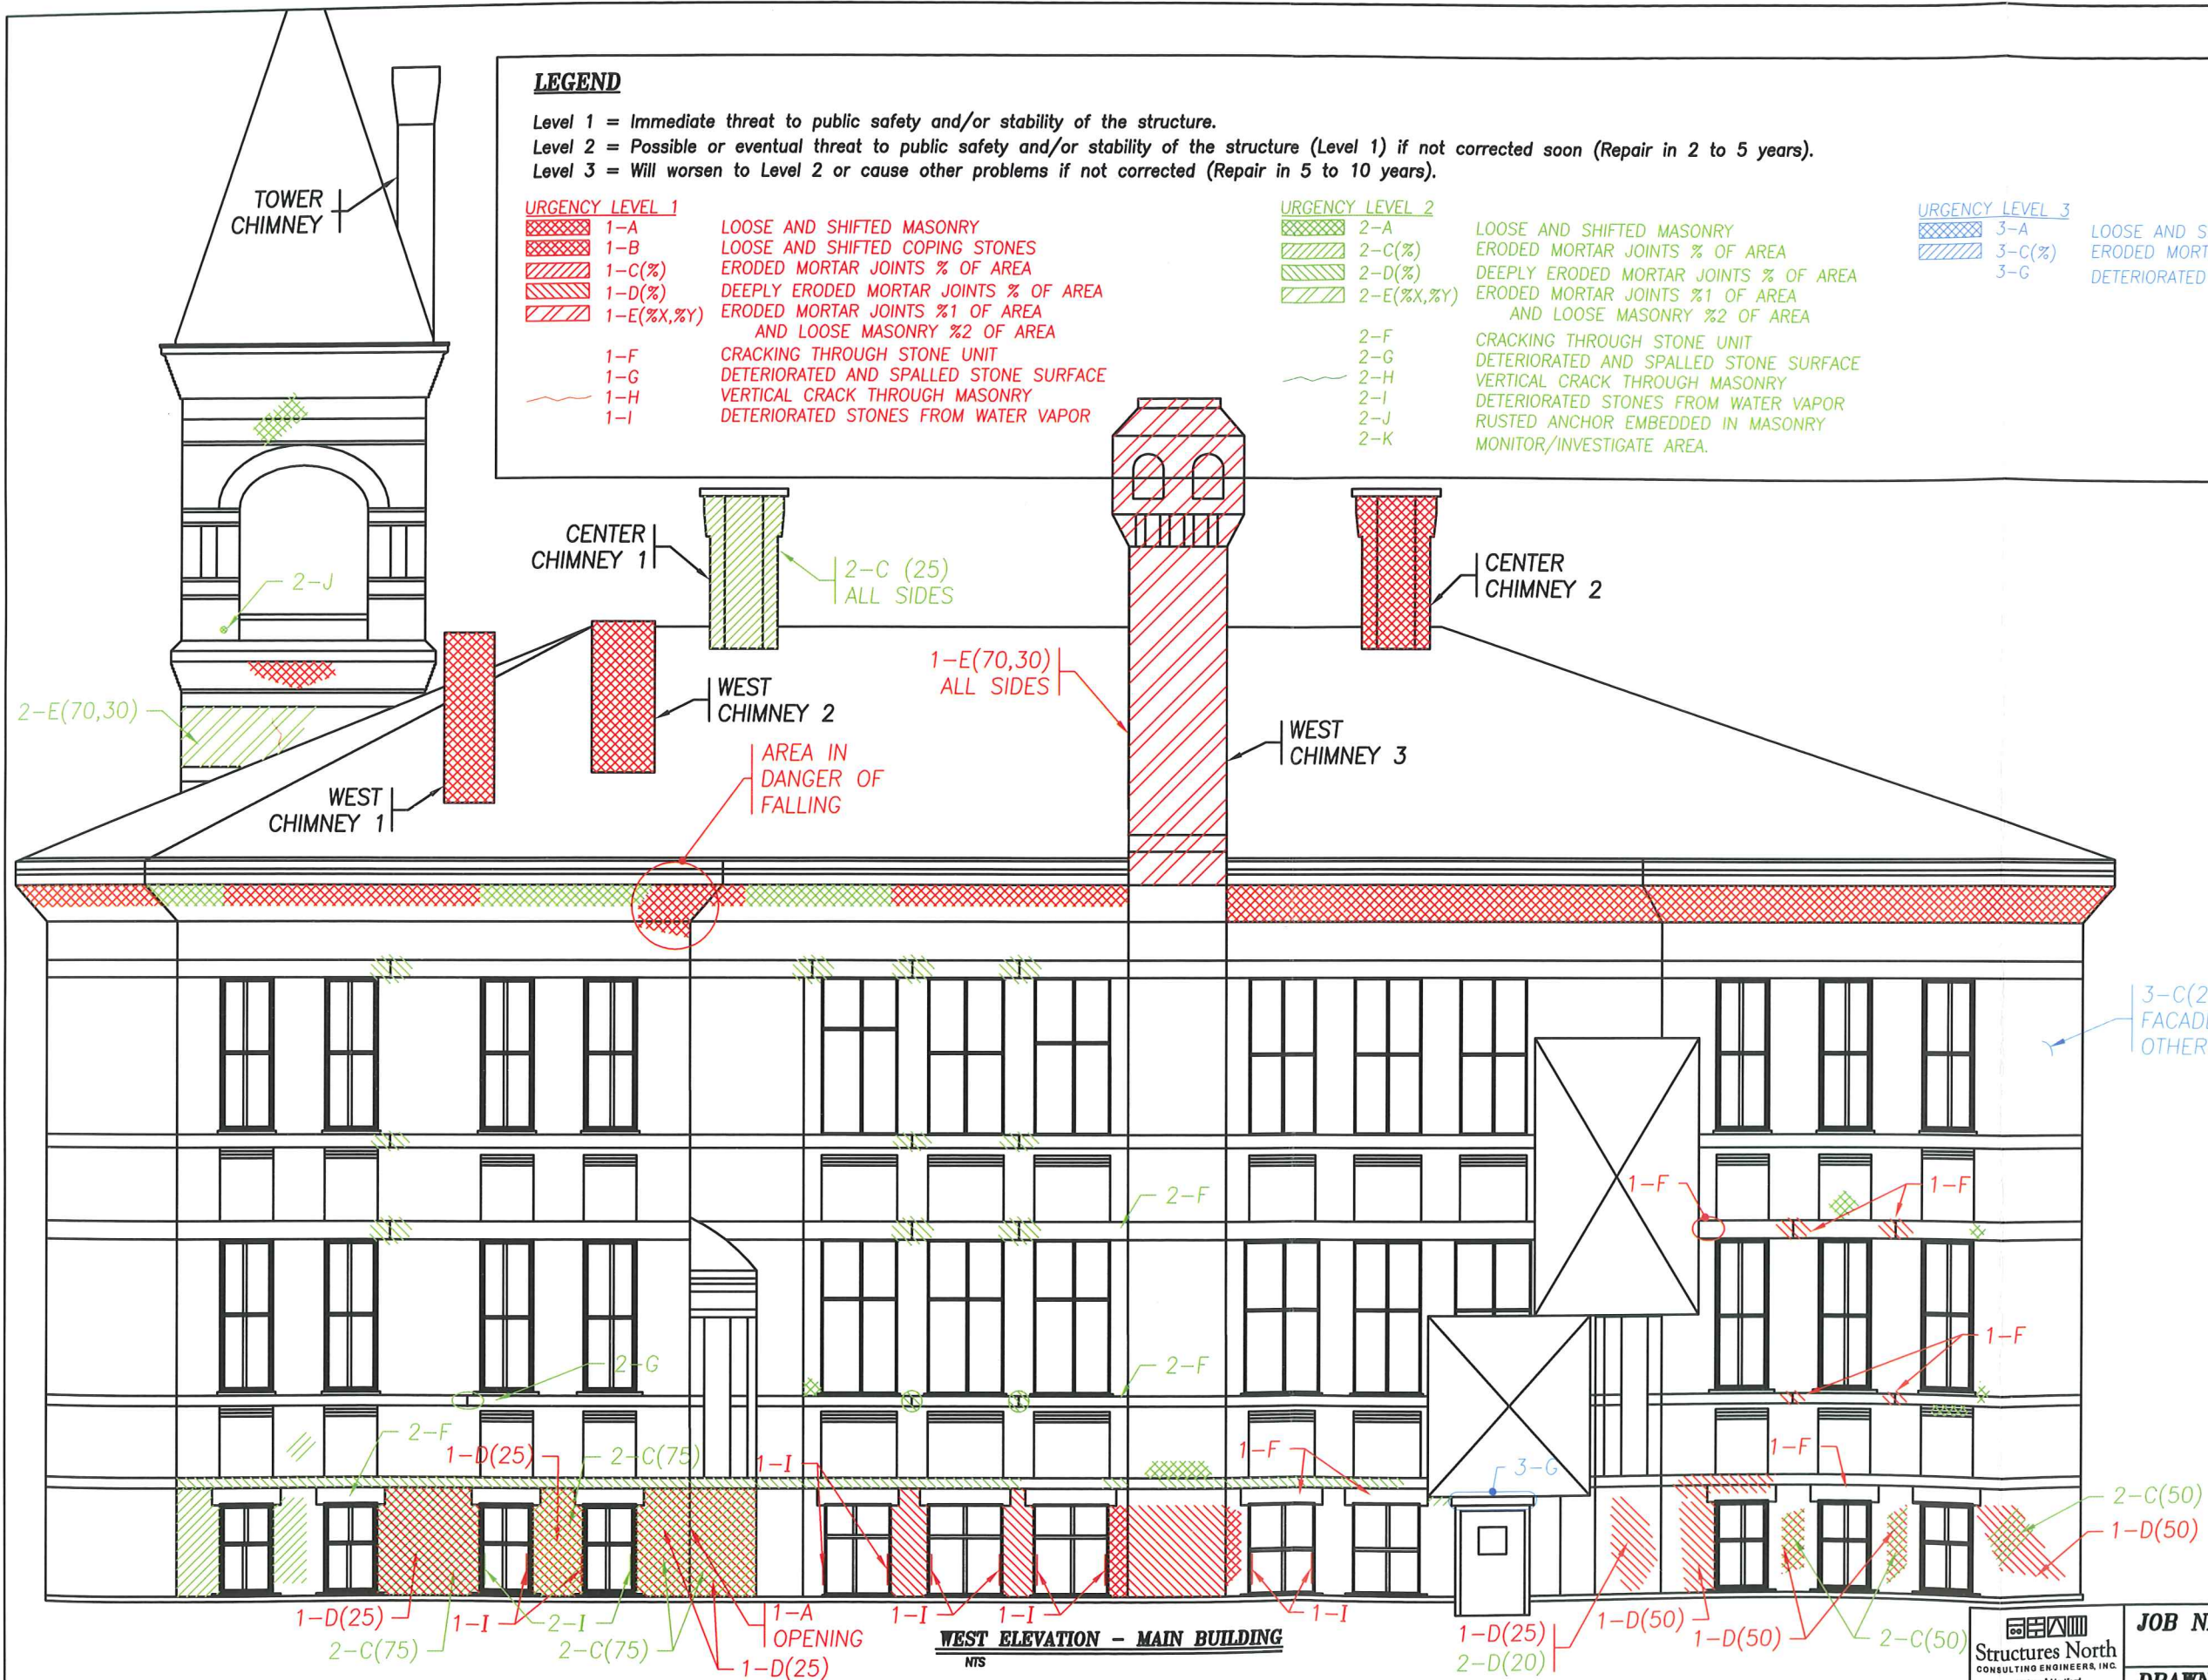 LEGEND
Level 1 = Immediate threat to public safety and/or stability of the structure.
Level 2 = Possible or eventual threat to public safety and/or stability of the structure (Level 1) if not corrected soon (Repair in 2 to 5 years).
Level 3 = Will worsen to Level 2 or cause other problems if not corrected (Repair in 5 to 10 years).
URGENCY LEVEL 1
1-A LOOSE AND SHIFTED MASONRY
1-B LOOSE AND SHIFTED COPING STONES
1-C(%) ERODED MORTAR JOINTS % OF AREA
1-D(%) DEEPLY ERODED MORTAR JOINTS % OF AREA
1-E(%X,%Y) ERODED MORTAR JOINTS %1 OF AREA
AND LOOSE MASONRY %2 OF AREA
1-F CRACKING THROUGH STONE UNIT
1-G DETERIORATED AND SPALLED STONE SURFACE
1-H VERTICAL CRACK THROUGH MASONRY
1-I DETERIORATED STONES FROM WATER VAPOR
URGENCY LEVEL 2
2-A LOOSE AND SHIFTED MASONRY
2-C(%) ERODED MORTAR JOINTS % OF AREA
2-D(%) DEEPLY ERODED MORTAR JOINTS % OF AREA
2-E(%X,%Y) ERODED MORTAR JOINTS %1 OF AREA
AND LOOSE MASONRY %2 OF AREA
2-F CRACKING THROUGH STONE UNIT
2-G DETERIORATED AND SPALLED STONE SURFACE
2-H VERTICAL CRACK THROUGH MASONRY
2-I DETERIORATED STONES FROM WATER VAPOR
2-J RUSTED ANCHOR EMBEDDED IN MASONRY
2-K MONITOR/INVESTIGATE AREA.
URGENCY LEVEL 3
3-A LOOSE AND S
3-C(%) ERODED MORT
3-G DETERIORATED
TOWER
CHIMNEY
CENTER
CHIMNEY 1
2-C (25)
ALL SIDES
CENTER
CHIMNEY 2
2-J
1-E(70,30)
ALL SIDES
2-E(70,30)
WEST
CHIMNEY 2
WEST
CHIMNEY 3
AREA IN
DANGER OF
FALLING
WEST
CHIMNEY 1
3-C(2
FACAD
OTHER
2-F
1-F
1-F
1-F
2-G
2-F
2-F
1-D(25)
2-C(75)
1-I
1-F
3-G
1-F
2-C(50)
1-D(50)
1-D(25)
2-C(75)
1-I
2-I
2-C(75)
1-A
OPENING
1-D(25)
1-I
1-I
1-I
1-D(25)
2-D(20)
1-D(50)
1-D(50)
2-C(50)
WEST ELEVATION - MAIN BUILDING
NTS
Structures North
CONSULTING ENGINEERS, INC.
JOB N